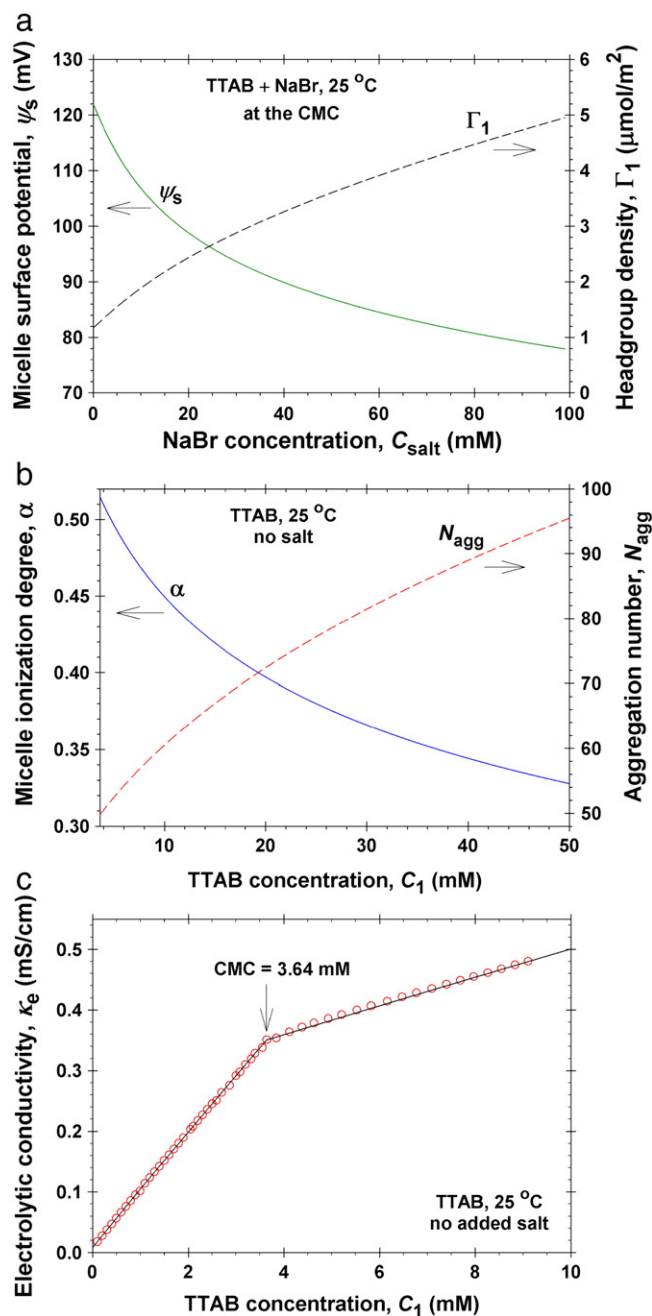 a
130
120
110
100
90
80
70
Micelle surface potential, ψs (mV)
TTAB + NaBr, 25 °C
at the CMC
Γ1
ψs
6
5
4
3
2
1
0
Headgroup density, Γ1 (μmol/m²)
0 20 40 60 80 100
NaBr concentration, Csalt (mM)
b
0.50
0.45
0.40
0.35
0.30
Micelle ionization degree, α
TTAB, 25 °C
no salt
Nagg
α
100
90
80
70
60
50
Aggregation number, Nagg
10 20 30 40 50
TTAB concentration, C1 (mM)
c
0.5
0.4
0.3
0.2
0.1
0.0
Electrolytic conductivity, κe (mS/cm)
CMC = 3.64 mM
TTAB, 25 °C
no added salt
0 2 4 6 8 10
TTAB concentration, C1 (mM)